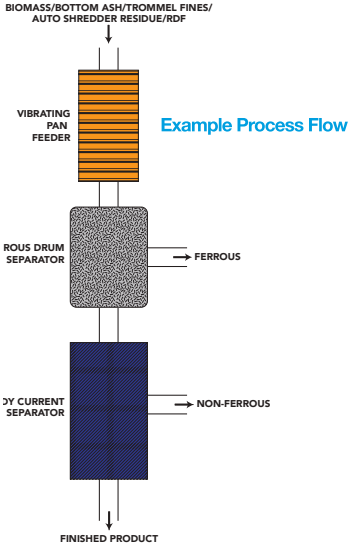 BIOMASS/BOTTOM ASH/TROMMEL FINES/
AUTO SHREDDER RESIDUE/RDF
VIBRATING
PAN
FEEDER
Example Process Flow
ROUS DRUM
SEPARATOR
FERROUS
DY CURRENT
SEPARATOR
NON-FERROUS
FINISHED PRODUCT